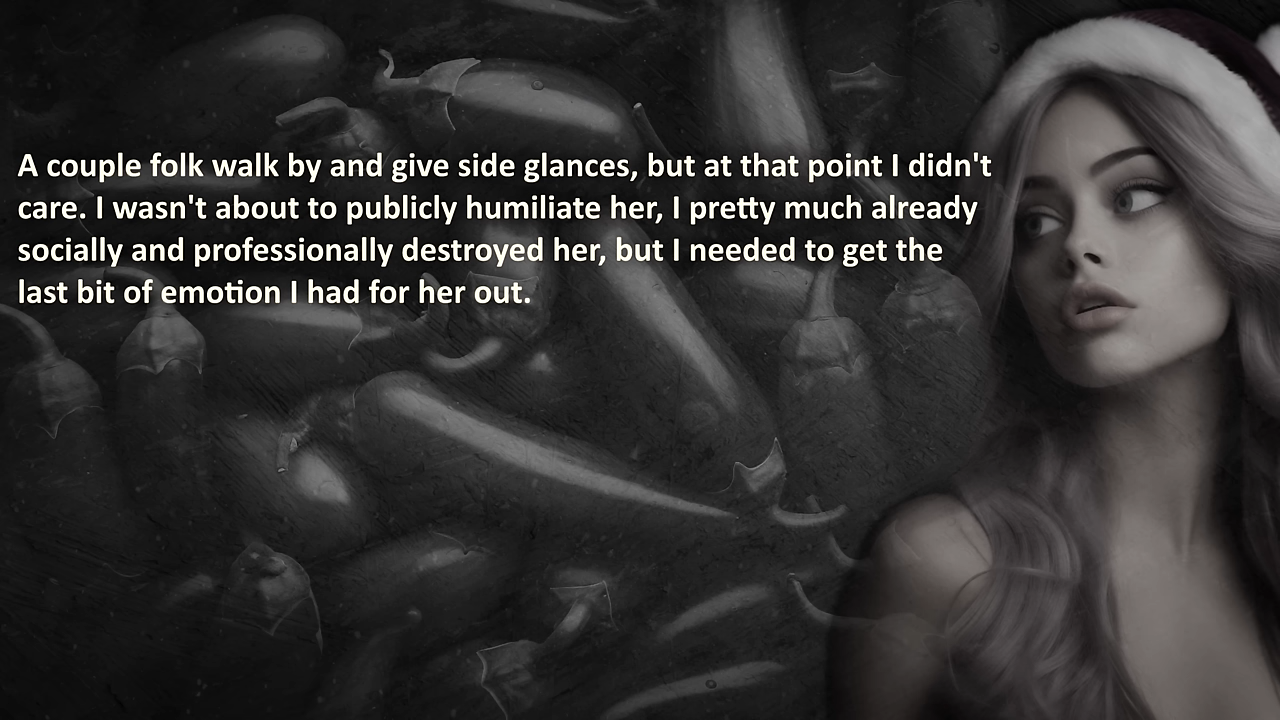 A couple folk walk by and give side glances, but at that point I didn't
care. I wasn't about to publicly humiliate her, I pretty much already
socially and professionally destroyed her, but I needed to get the
last bit of emotion I had for her out.